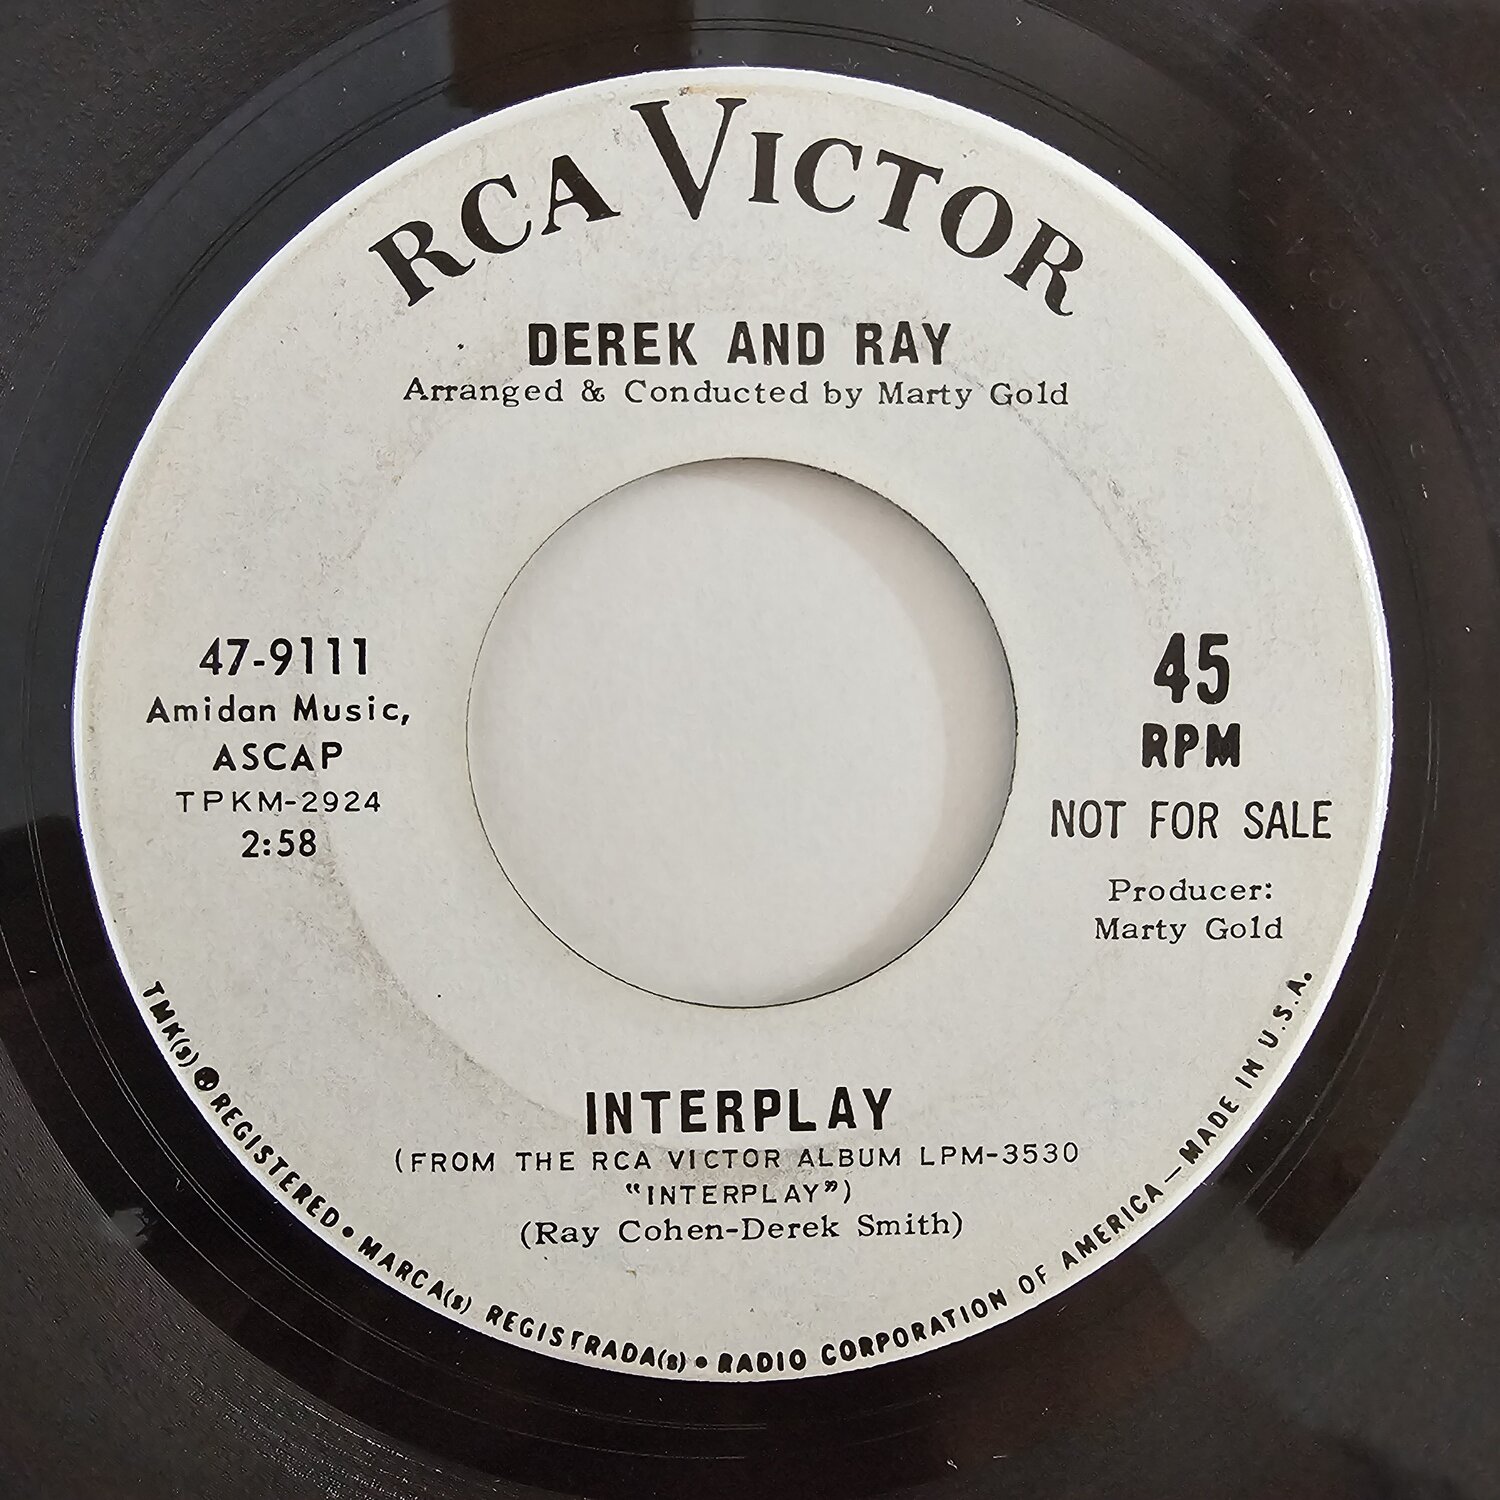 RCA VICTOR
DEREK AND RAY
Arranged & Conducted by Marty Gold
47-9111
Amidan Music,
ASCAP
TPKM-2924
2:58
45
RPM
NOT FOR SALE
Producer:
Marty Gold
INTERPLAY
(FROM THE RCA VICTOR ALBUM LPM-3530
"INTERPLAY")
(Ray Cohen-Derek Smith)
TMK(s) ® REGISTERED • MARCA(s) REGISTRADA(s) • RADIO CORPORATION OF AMERICA — MADE IN U.S.A.